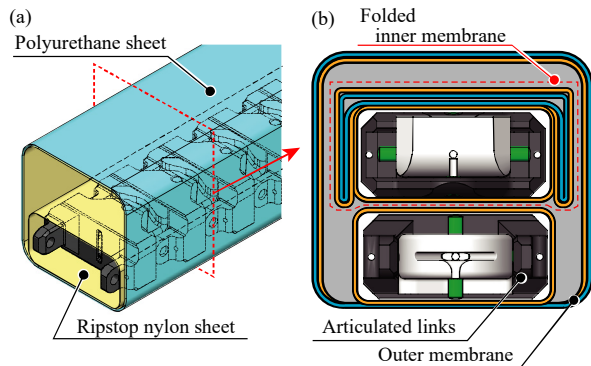 (a)
Polyurethane sheet
Ripstop nylon sheet
(b)
Folded
inner membrane
Articulated links
Outer membrane